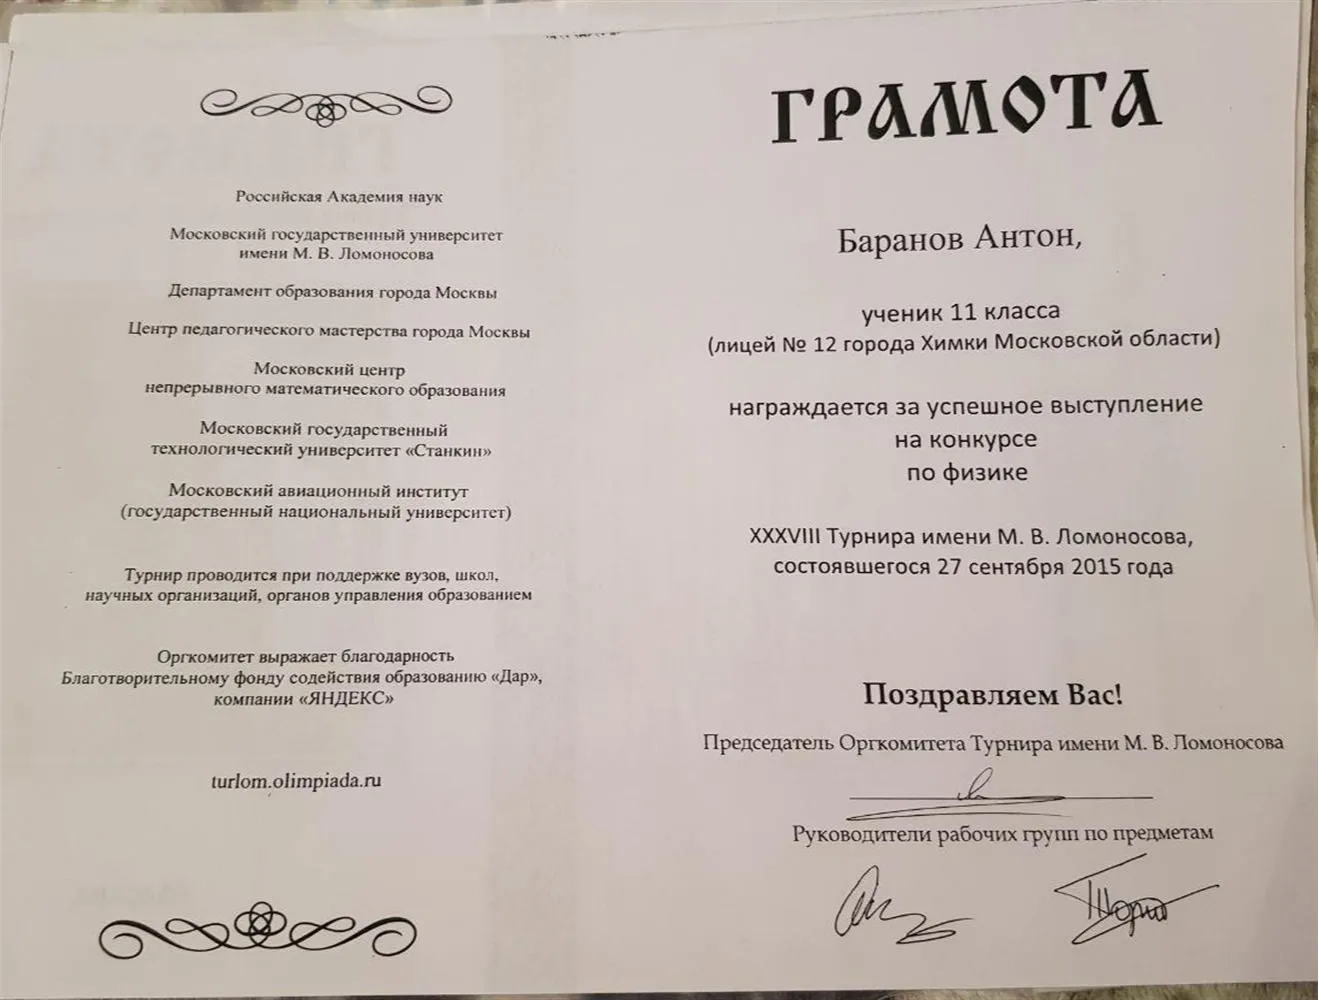 Российская Академия наук
Московский государственный университет
имени М. В. Ломоносова
Департамент образования города Москвы
Центр педагогического мастерства города Москвы
Московский центр
непрерывного математического образования
Московский государственный
технологический университет «Станкин»
Московский авиационный институт
(государственный национальный университет)
Турнир проводится при поддержке вузов, школ,
научных организаций, органов управления образованием
Оргкомитет выражает благодарность
Благотворительному фонду содействия образованию «Дар»,
компании «ЯНДЕКС»
turlom.olimpiada.ru
ГРАМОТА
Баранов Антон,
ученик 11 класса
(лицей № 12 города Химки Московской области)
награждается за успешное выступление
на конкурсе
по физике
XXXVIII Турнира имени М. В. Ломоносова,
состоявшегося 27 сентября 2015 года
Поздравляем Вас!
Председатель Оргкомитета Турнира имени М. В. Ломоносова
Руководители рабочих групп по предметам